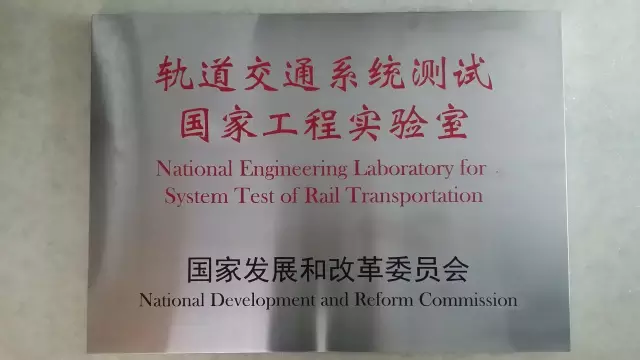 轨道交通系统测试
国家工程实验室
National Engineering Laboratory for
System Test of Rail Transportation
国家发展和改革委员会
National Development and Reform Commission